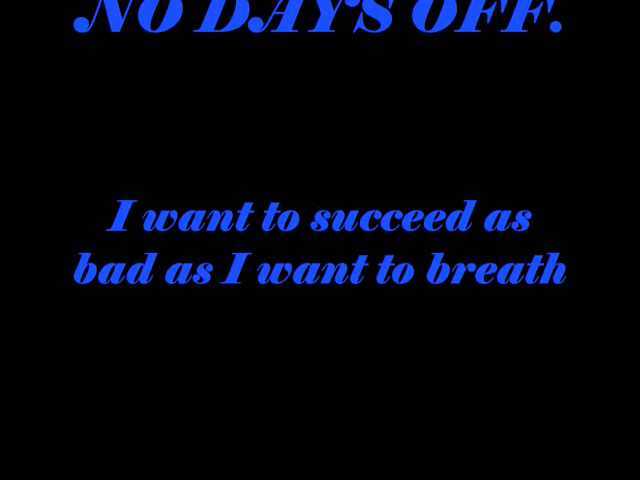 NO DAYS OFF.
I want to succeed as
bad as I want to breath